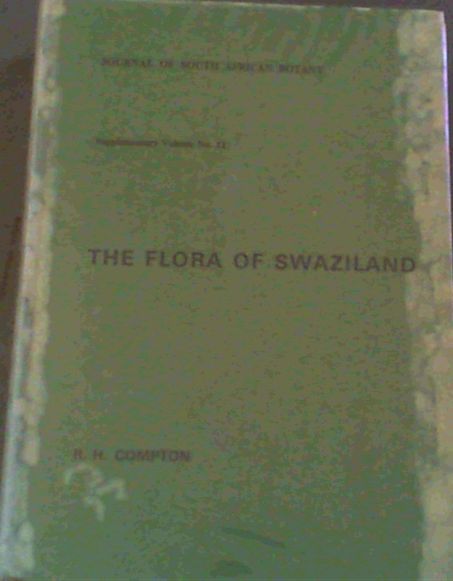 JOURNAL OF SOUTH AFRICAN BOTANY
Supplementary Volume No. 11
THE FLORA OF SWAZILAND
R. H. COMPTON